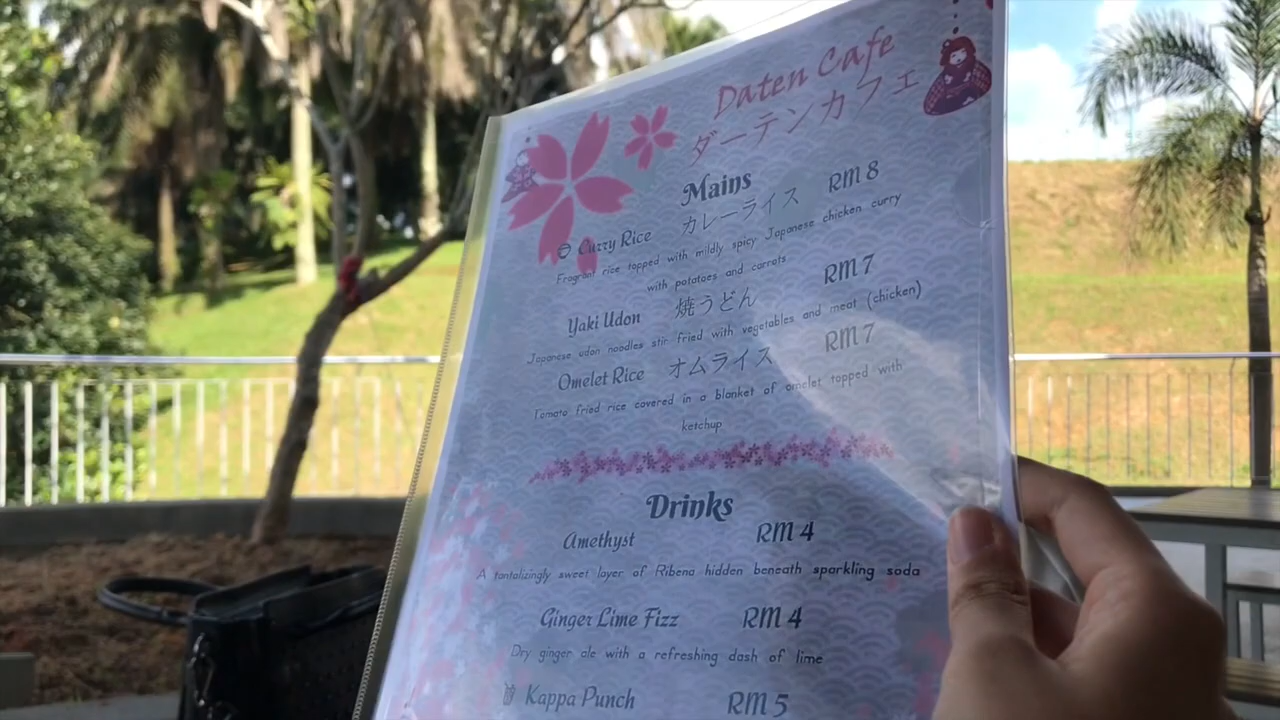 Daten Cafe
ダーテンカフェ
Mains
Curry Rice カレーライス RM 8
Fragrant rice topped with mildly spicy Japanese chicken curry
with potatoes and carrots
Yaki Udon 焼うどん RM 7
Japanese udon noodles stir fried with vegetables and meat (chicken)
Omelet Rice オムライス RM 7
Tomato fried rice covered in a blanket of omelet topped with
ketchup
Drinks
Amethyst RM 4
A tantalizingly sweet layer of Ribena hidden beneath sparkling soda
Ginger Lime Fizz RM 4
Dry ginger ale with a refreshing dash of lime
Kappa Punch RM 5